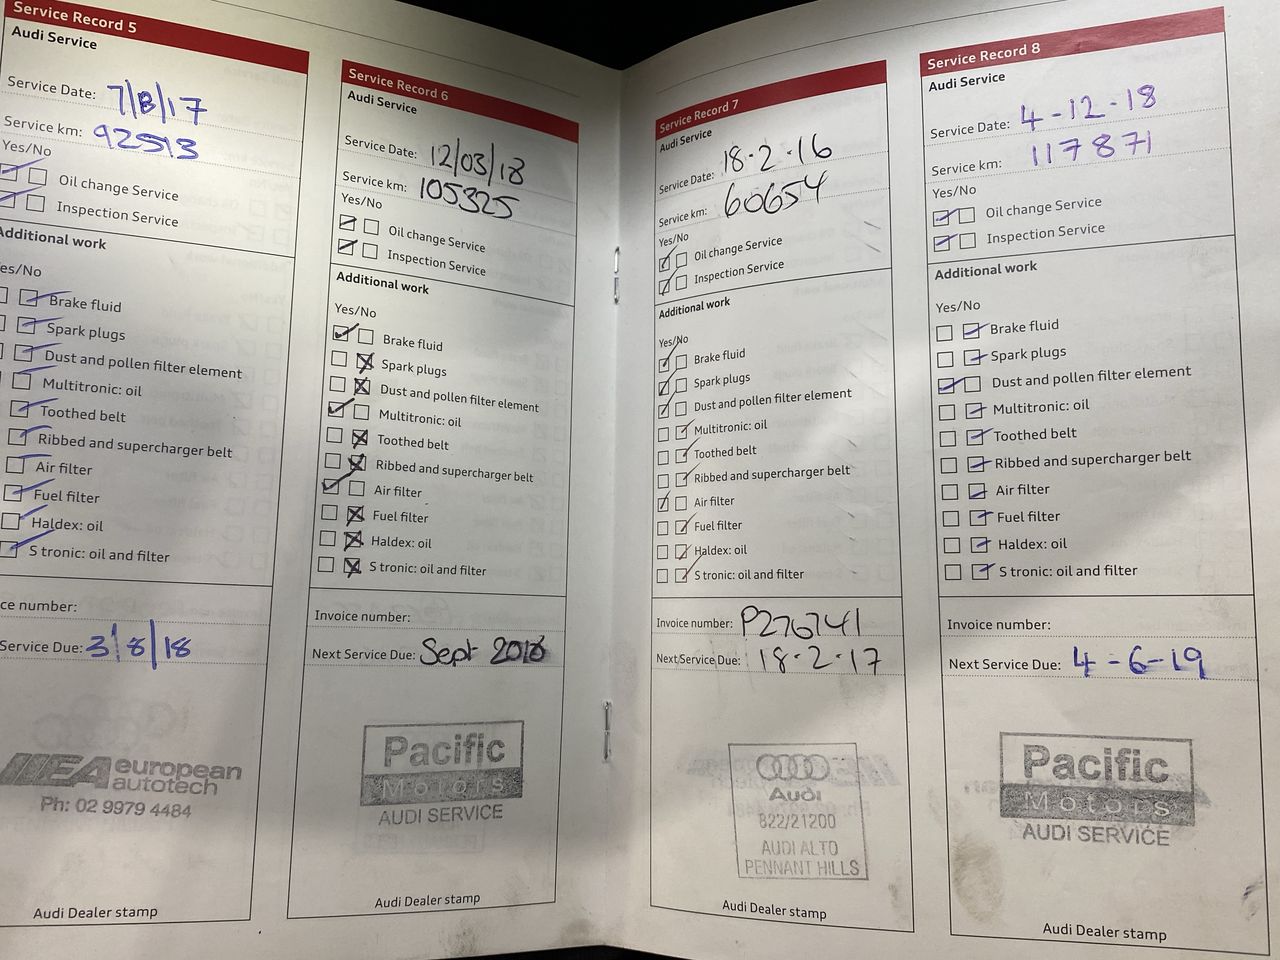 Service Record 5
Audi Service
Service Date: 7/8/17
Service km: 92513
Yes/No
Oil change Service
Inspection Service
Additional work
es/No
Brake fluid
Spark plugs
Dust and pollen filter element
Multitronic: oil
Toothed belt
Ribbed and supercharger belt
Air filter
Fuel filter
Haldex: oil
S tronic: oil and filter
ce number:
Service Due: 3/8/18
EA european
autotech
Ph: 02 9979 4484
Audi Dealer stamp
Service Record 6
Audi Service
Service Date: 12/03/18
Service km: 105325
Yes/No
Oil change Service
Inspection Service
Additional work
Yes/No
Brake fluid
Spark plugs
Dust and pollen filter element
Multitronic: oil
Toothed belt
Ribbed and supercharger belt
Air filter
Fuel filter
Haldex: oil
S tronic: oil and filter
Invoice number:
Next Service Due: Sept 2018
Pacific
Motors
AUDI SERVICE
Audi Dealer stamp
Service Record 7
Audi Service
Service Date: 18-2-16
Service km: 60654
Yes/No
Oil change Service
Inspection Service
Additional work
Yes/No
Brake fluid
Spark plugs
Dust and pollen filter element
Multitronic: oil
Toothed belt
Ribbed and supercharger belt
Air filter
Fuel filter
Haldex: oil
S tronic: oil and filter
Invoice number: P276741
Next Service Due: 18-2-17
Audi
822/21200
AUDI ALTO
PENNANT HILLS
Audi Dealer stamp
Service Record 8
Audi Service
Service Date: 4-12-18
Service km: 117871
Yes/No
Oil change Service
Inspection Service
Additional work
Yes/No
Brake fluid
Spark plugs
Dust and pollen filter element
Multitronic: oil
Toothed belt
Ribbed and supercharger belt
Air filter
Fuel filter
Haldex: oil
S tronic: oil and filter
Invoice number:
Next Service Due: 4-6-19
Pacific
Motors
AUDI SERVICE
Audi Dealer stamp